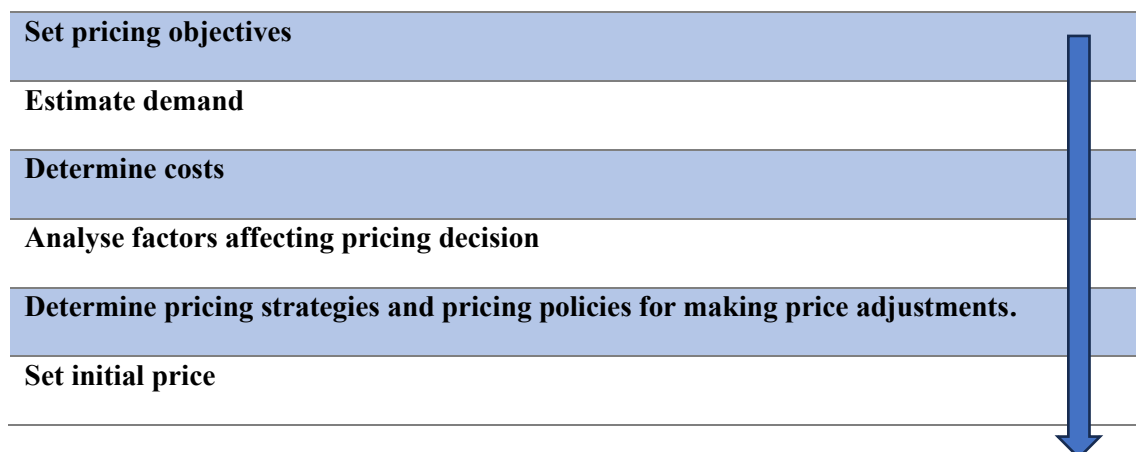 Set pricing objectives
Estimate demand
Determine costs
Analyse factors affecting pricing decision
Determine pricing strategies and pricing policies for making price adjustments.
Set initial price